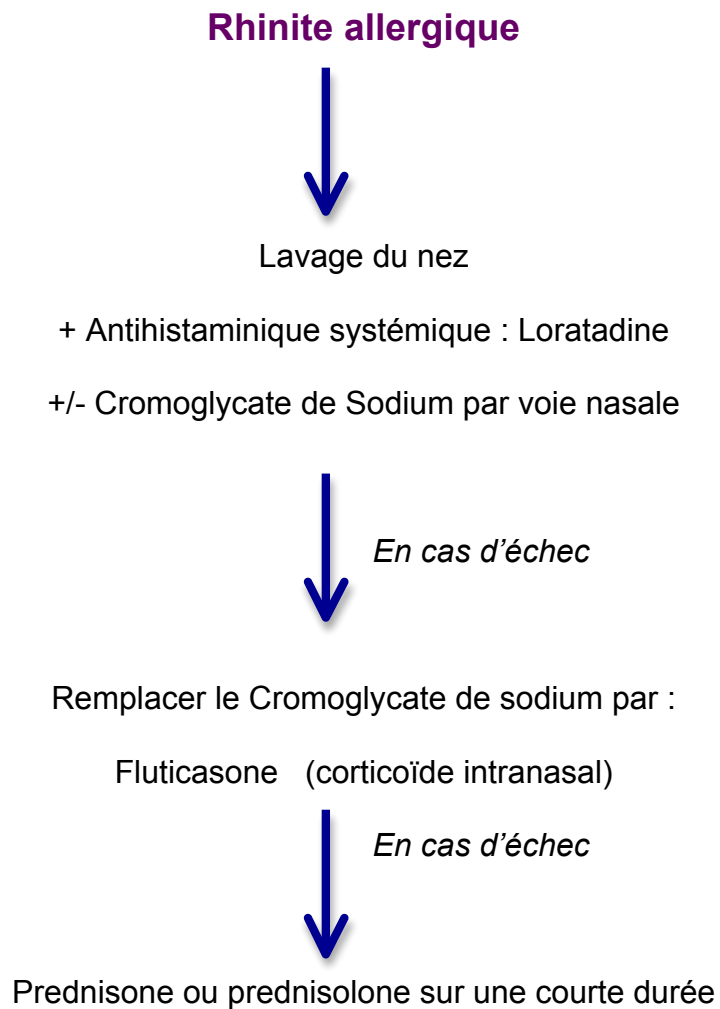 Rhinite allergique
Lavage du nez
+ Antihistaminique systémique : Loratadine
+/- Cromoglycate de Sodium par voie nasale
En cas d’échec
Remplacer le Cromoglycate de sodium par :
Fluticasone (corticoïde intranasal)
En cas d’échec
Prednisone ou prednisolone sur une courte durée